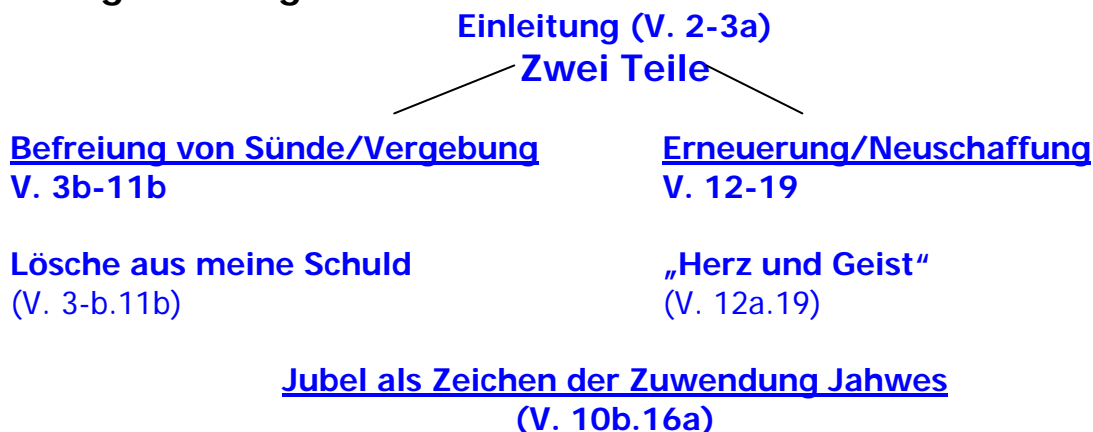 Einleitung (V. 2-3a)
Zwei Teile
Befreiung von Sünde/Vergebung
V. 3b-11b
Erneuerung/Neuschaffung
V. 12-19
Lösche aus meine Schuld
(V. 3-b.11b)
„Herz und Geist“
(V. 12a.19)
Jubel als Zeichen der Zuwendung Jahwes
(V. 10b.16a)